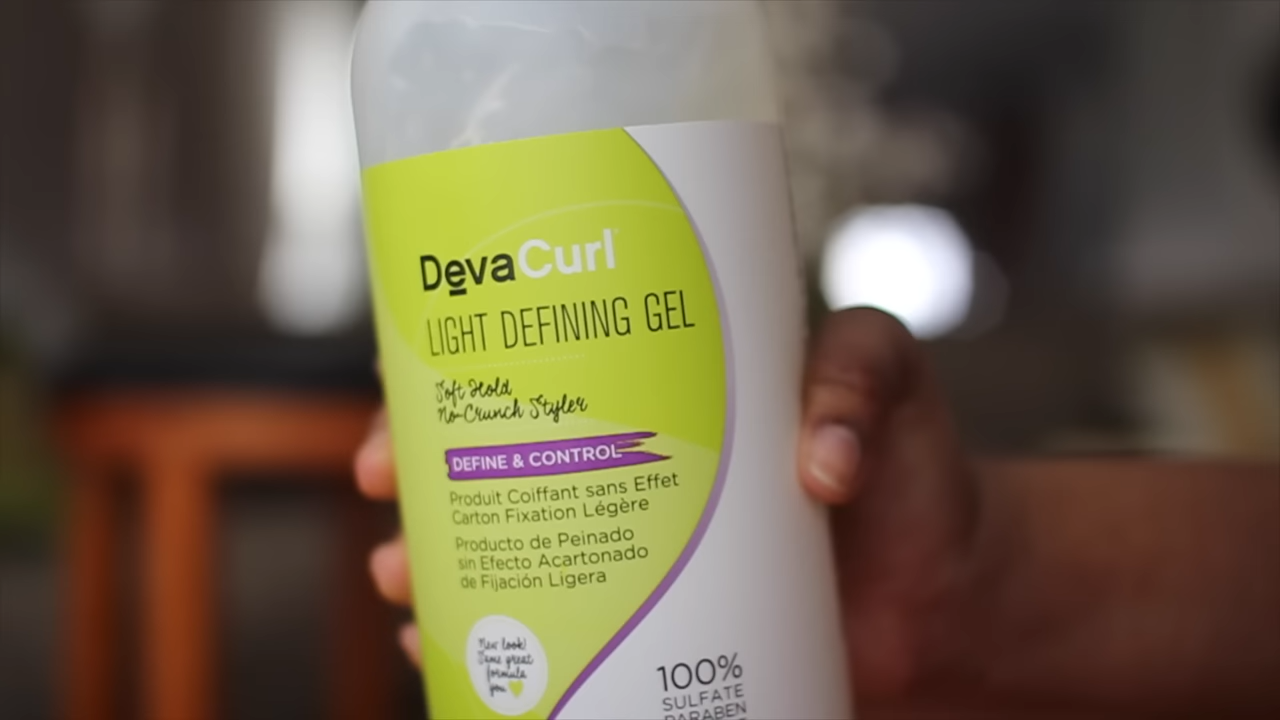 DevaCurl
LIGHT DEFINING GEL
Soft Hold
No-Crunch Styler
DEFINE & CONTROL
Produit Coiffant sans Effet
Carton Fixation Légère
Producto de Peinado
sin Efecto Acartonado
de Fijación Ligera
New look!
Same great
formula
you
100%
SULFATE
PARABEN